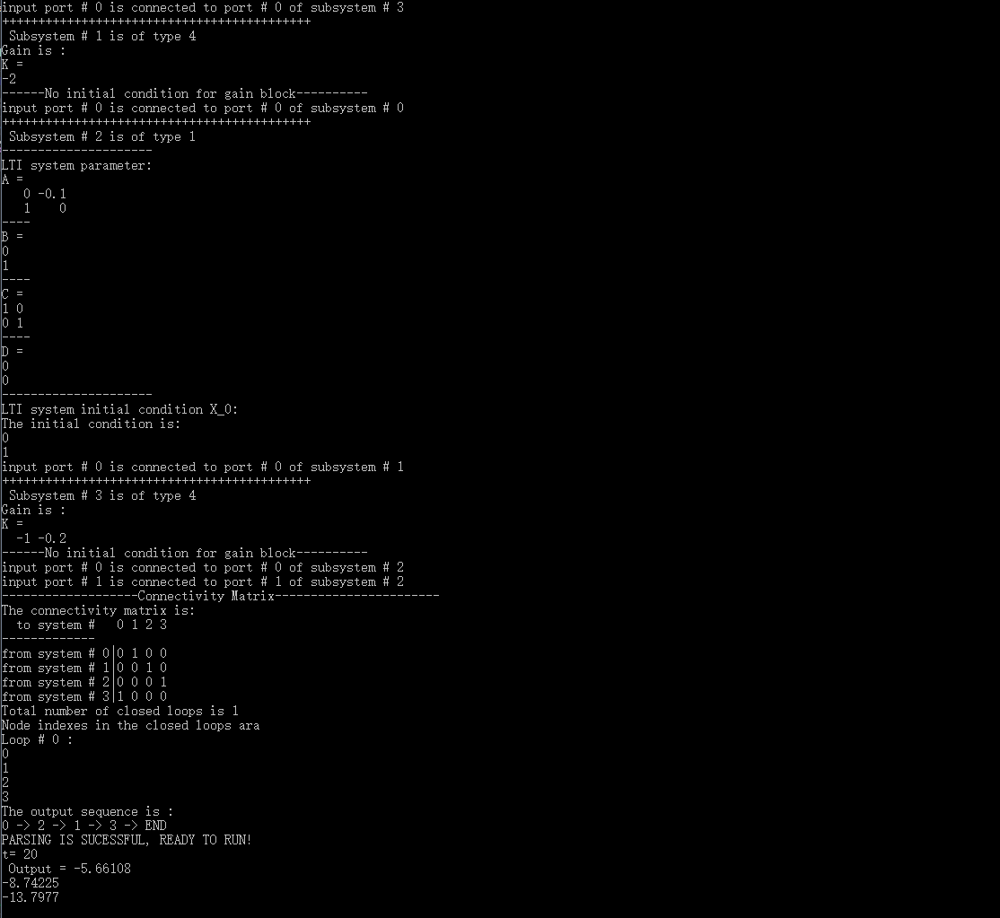 input port # 0 is connected to port # 0 of subsystem # 3
+++++++++++++++++++++++++++++++++++++++++++
 Subsystem # 1 is of type 4
Gain is :
K =
-2
------No initial condition for gain block----------
input port # 0 is connected to port # 0 of subsystem # 0
+++++++++++++++++++++++++++++++++++++++++++
 Subsystem # 2 is of type 1
---------------------
LTI system parameter:
A =
   0 -0.1
   1    0
----
B =
0
1
----
C =
1 0
0 1
----
D =
0
0
---------------------
LTI system initial condition X_0:
The initial condition is:
0
1
input port # 0 is connected to port # 0 of subsystem # 1
+++++++++++++++++++++++++++++++++++++++++++
 Subsystem # 3 is of type 4
Gain is :
K =
  -1 -0.2
------No initial condition for gain block----------
input port # 0 is connected to port # 0 of subsystem # 2
input port # 1 is connected to port # 1 of subsystem # 2
-------------------Connectivity Matrix-----------------------
The connectivity matrix is:
  to system #   0 1 2 3
-------------
from system # 0|0 1 0 0
from system # 1|0 0 1 0
from system # 2|0 0 0 1
from system # 3|1 0 0 0
Total number of closed loops is 1
Node indexes in the closed loops ara
Loop # 0 :
0
1
2
3
The output sequence is :
0 -> 2 -> 1 -> 3 -> END
PARSING IS SUCESSFUL, READY TO RUN!
t= 20
 Output = -5.66108
-8.74225
-13.7977